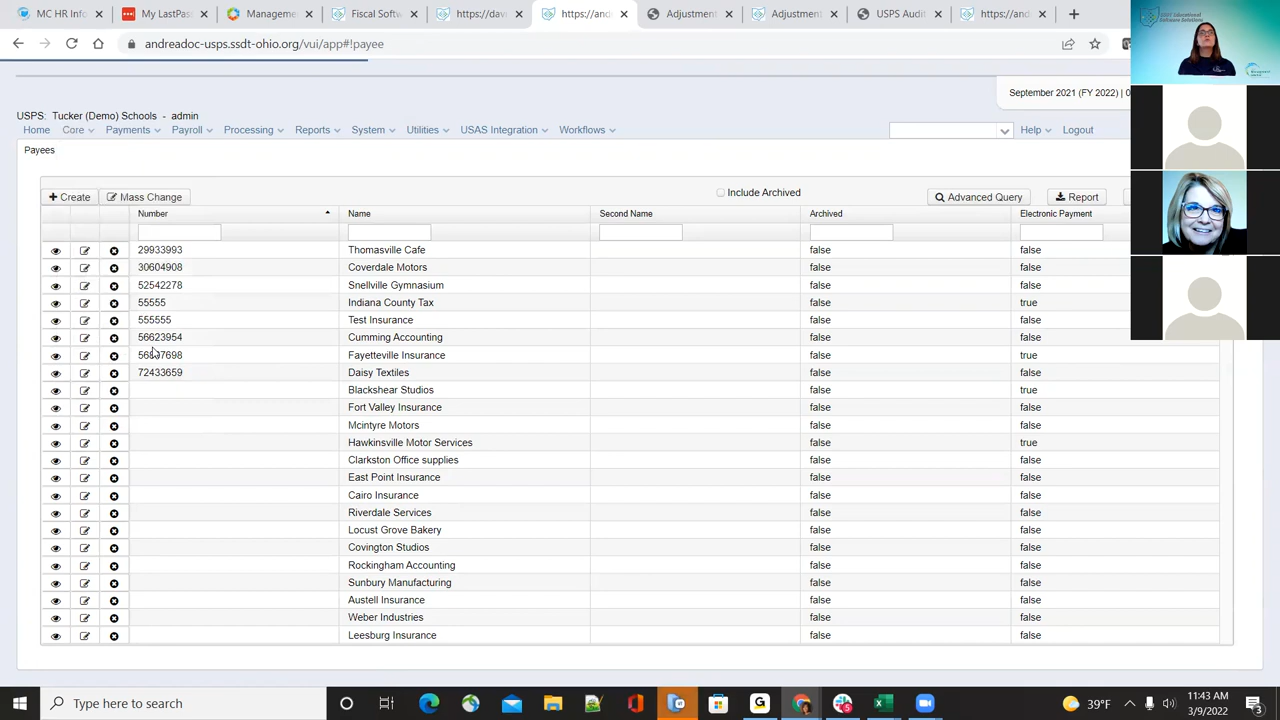 MC HR Info
My LastPass
Manageme
Fiscal Softw
https://and
https://andr
Adjustment
Adjustment
US
https://and
andreadoc-usps.ssdt-ohio.org/vui/app#!payee
September 2021 (FY 2022) | 0
USPS: Tucker (Demo) Schools - admin
Home Core Payments Payroll Processing Reports System Utilities USAS Integration Workflows Help Logout
Payees
+ Create Mass Change Include Archived Advanced Query Report
Number Name Second Name Archived Electronic Payment
29933993 Thomasville Cafe false false
30604908 Coverdale Motors false false
52542278 Snellville Gymnasium false false
55555 Indiana County Tax false true
555555 Test Insurance false false
56623954 Cumming Accounting false false
Fayetteville Insurance false true
72433659 Daisy Textiles false false
Blackshear Studios false true
Fort Valley Insurance false false
Mcintyre Motors false false
Hawkinsville Motor Services false true
Clarkston Office supplies false false
East Point Insurance false false
Cairo Insurance false false
Riverdale Services false false
Locust Grove Bakery false false
Covington Studios false false
Rockingham Accounting false false
Sunbury Manufacturing false false
Austell Insurance false false
Weber Industries false false
Leesburg Insurance false false
Type here to search
39°F
11:43 AM
3/9/2022
3